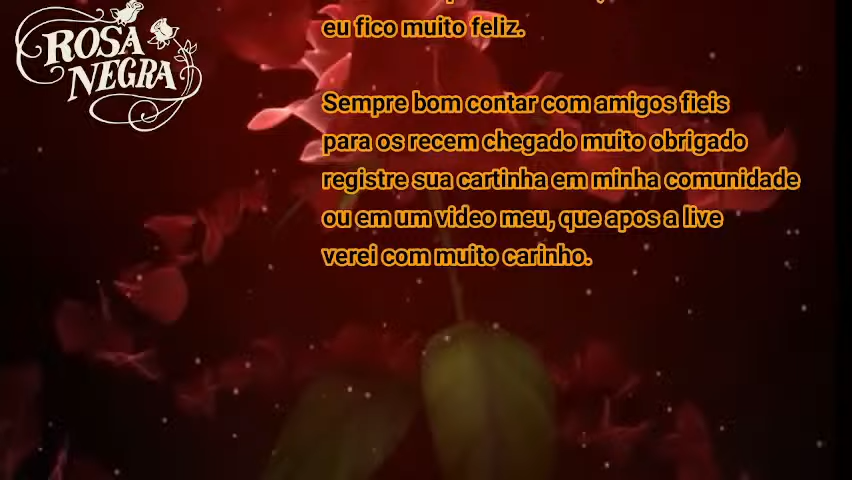 ROSA
NEGRA
eu fico muito feliz.
Sempre bom contar com amigos fieis
para os recem chegado muito obrigado
registre sua cartinha em minha comunidade
ou em um video meu, que apos a live
verei com muito carinho.